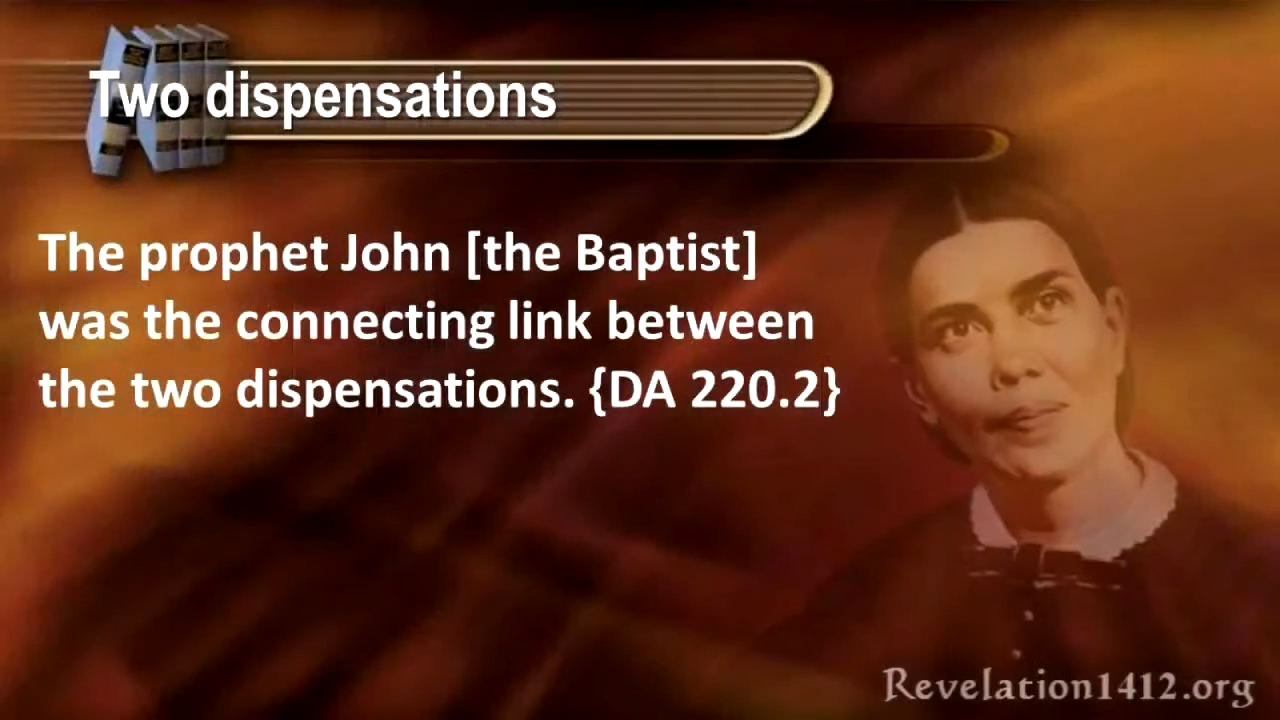 Two dispensations
The prophet John [the Baptist]
was the connecting link between
the two dispensations. {DA 220.2}
Revelation1412.org